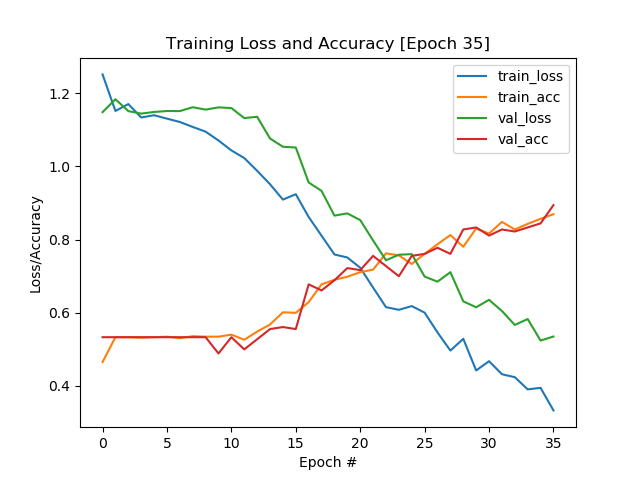 Training Loss and Accuracy [Epoch 35]
train_loss
train_acc
val_loss
val_acc
1.2
1.0
0.8
0.6
0.4
Loss/Accuracy
0
5
10
15
20
25
30
35
Epoch #